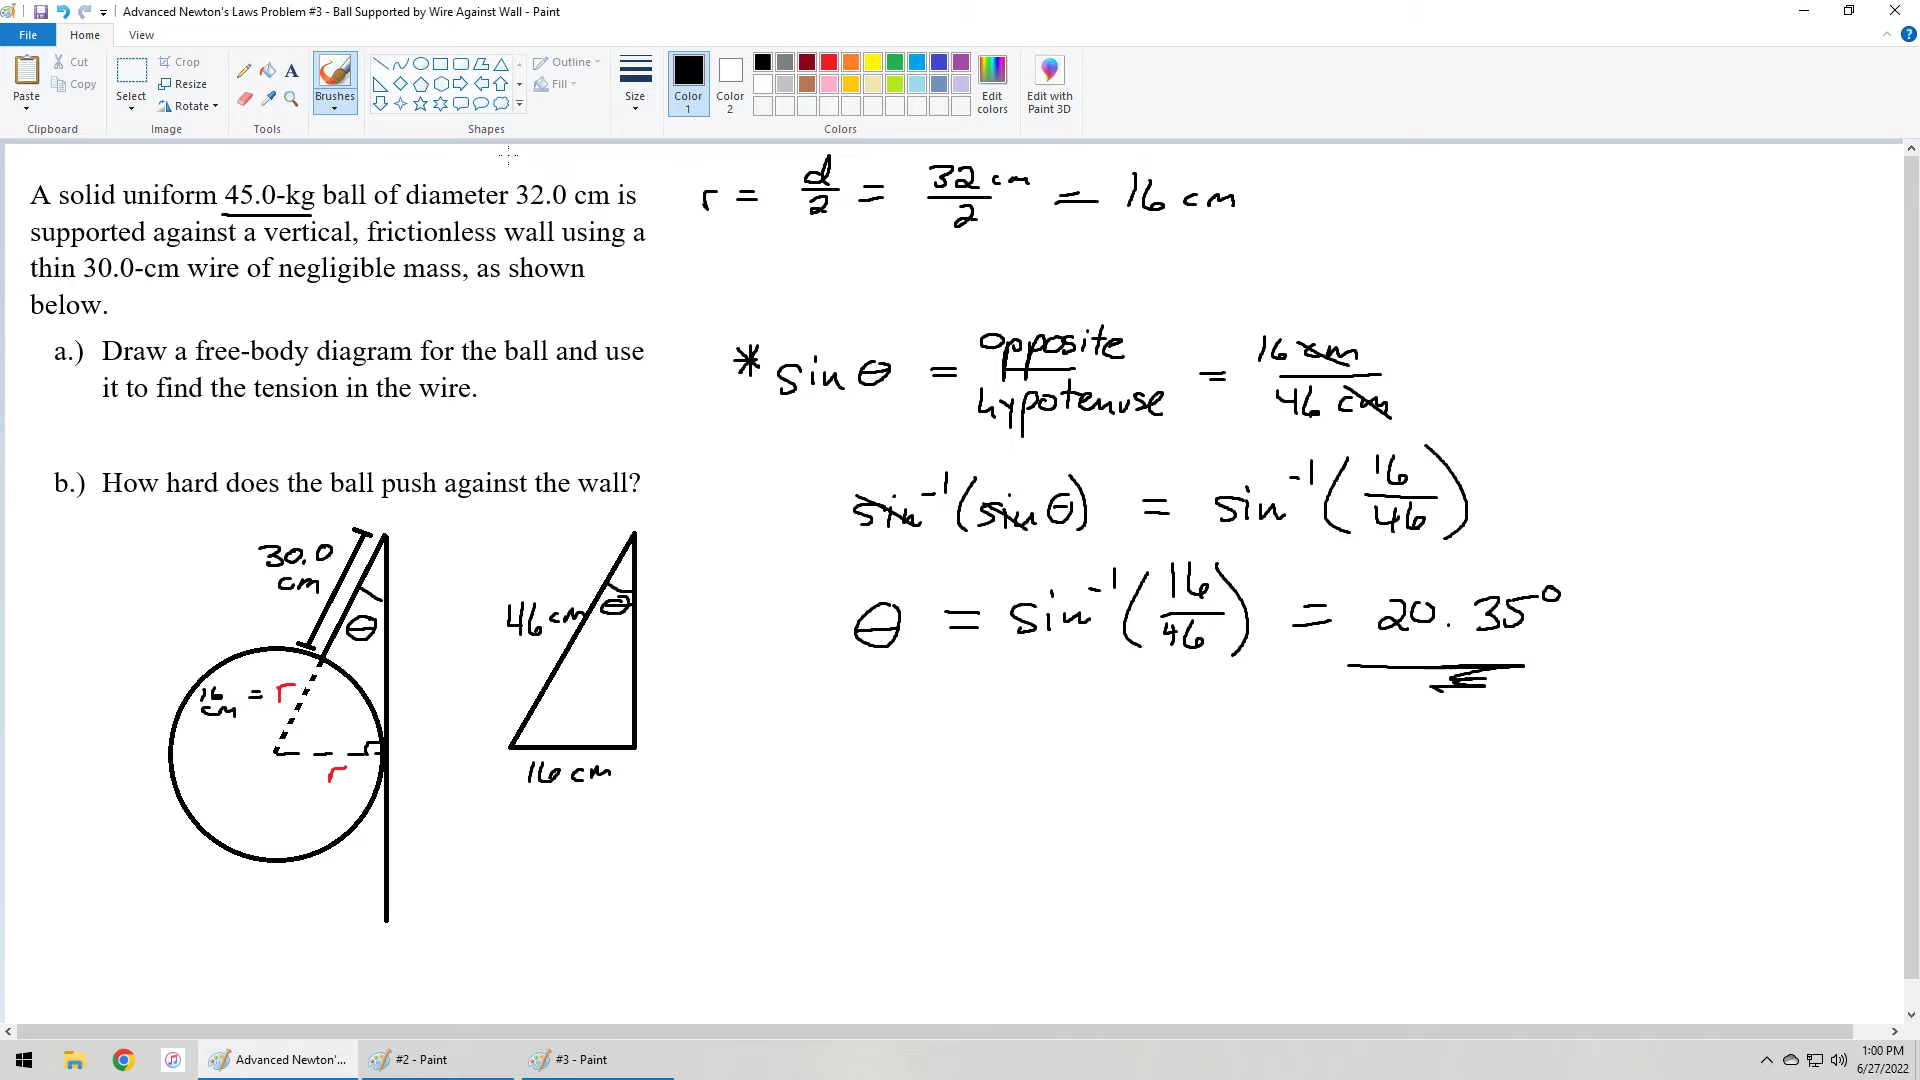 Advanced Newton's Laws Problem #3 - Ball Supported by Wire Against Wall - Paint
File Home View
Paste Cut Copy Select Crop Resize Rotate Brushes Outline Fill Size Color 1 Color 2 Edit colors Edit with Paint 3D
Clipboard Image Tools Shapes Colors
A solid uniform 45.0-kg ball of diameter 32.0 cm is
supported against a vertical, frictionless wall using a
thin 30.0-cm wire of negligible mass, as shown
below.
a.) Draw a free-body diagram for the ball and use
it to find the tension in the wire.
b.) How hard does the ball push against the wall?
30.0
cm
θ
16
cm = r
r
46 cm
θ
16 cm
r = d/2 = 32 cm/2 = 16 cm
* sin θ = opposite/hypotenuse = 16 cm/46 cm
sin⁻¹(sin θ) = sin⁻¹(16/46)
θ = sin⁻¹(16/46) = 20.35°
Advanced Newton'... #2 - Paint #3 - Paint
1:00 PM
6/27/2022